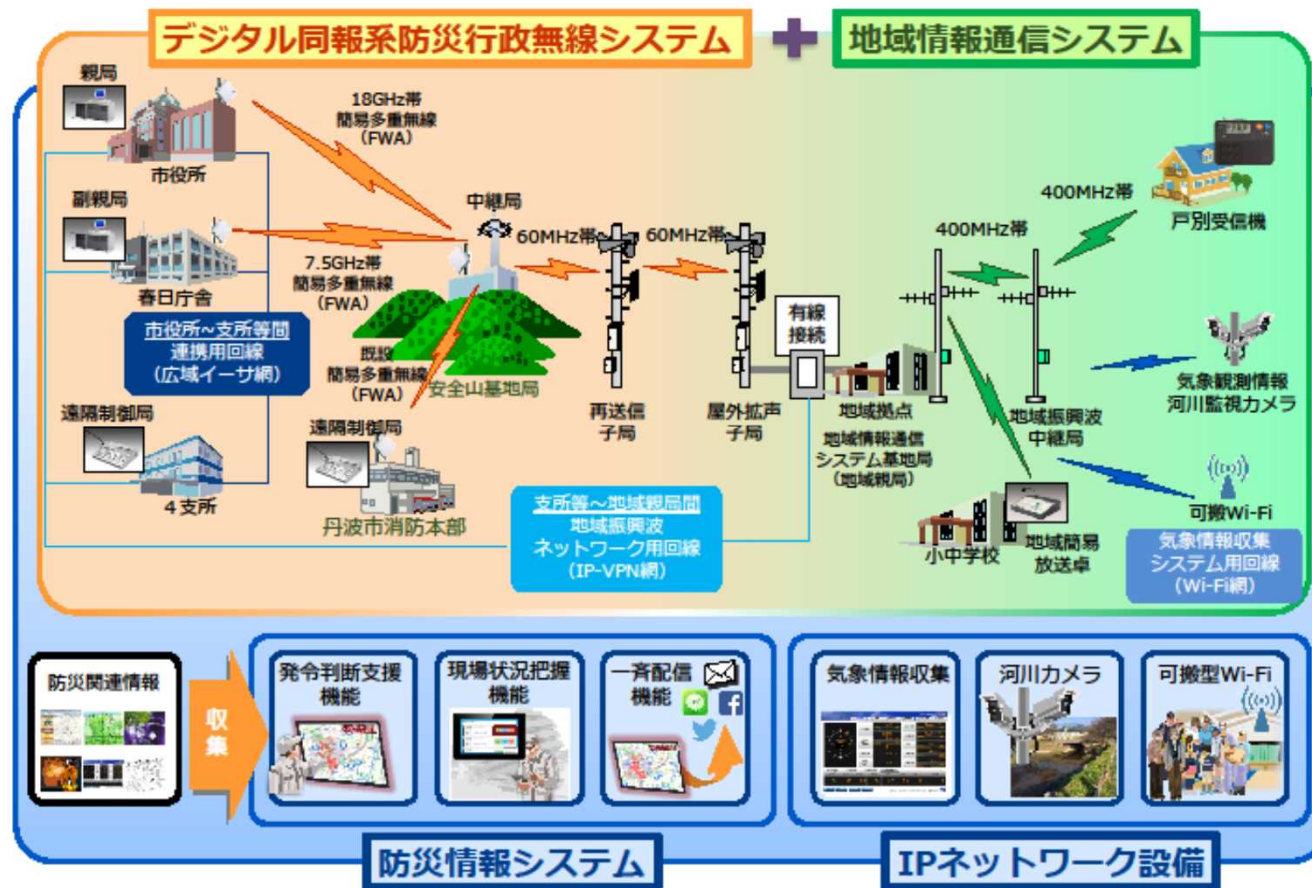 デジタル同報系防災行政無線システム
+
地域情報通信システム
親局
市役所
副親局
春日庁舎
市役所~支所等間
連携用回線
(広域イーサ網)
遠隔制御局
4支所
18GHz帯
簡易多重無線
(FWA)
7.5GHz帯
簡易多重無線
(FWA)
既設
簡易多重無線
(FWA)
遠隔制御局
丹波市消防本部
中継局
安全山基地局
60MHz帯
再送信
子局
60MHz帯
屋外拡声
子局
有線
接続
地域拠点
地域情報通信
システム基地局
(地域親局)
支所等~地域親局間
地域振興波
ネットワーク用回線
(IP-VPN網)
400MHz帯
400MHz帯
地域振興波
中継局
戸別受信機
気象観測情報
河川監視カメラ
可搬Wi-Fi
気象情報収集
システム用回線
(Wi-Fi網)
小中学校
地域簡易
放送卓
防災関連情報
収
集
発令判断支援
機能
現場状況把握
機能
一斉配信
機能
防災情報システム
気象情報収集
河川カメラ
可搬型Wi-Fi
IPネットワーク設備